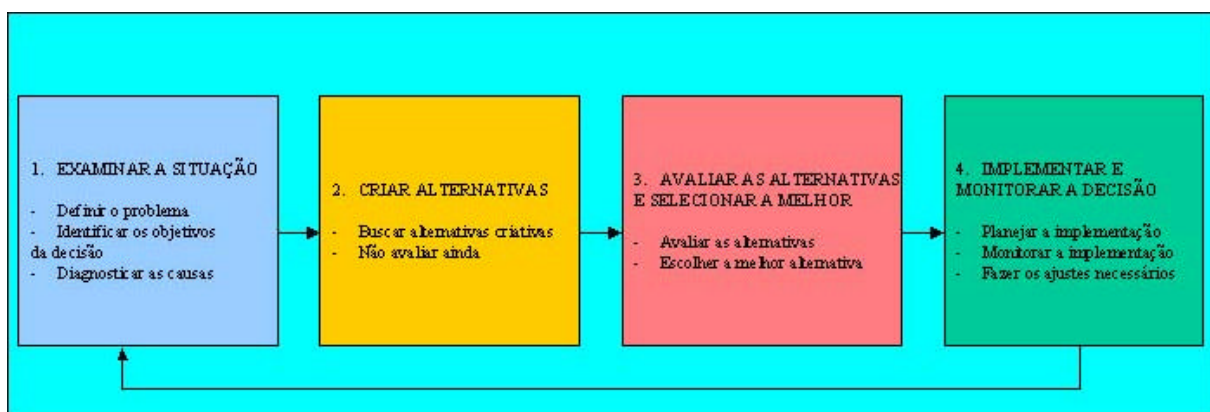 1. EXAMINAR A SITUAÇÃO
- Definir o problema
- Identificar os objetivos
da decisão
- Diagnosticar as causas
2. CRIAR ALTERNATIVAS
- Buscar alternativas criativas
- Não avaliar ainda
3. AVALIAR AS ALTERNATIVAS
E SELECIONAR A MELHOR
- Avaliar as alternativas
- Escolher a melhor alternativa
4. IMPLEMENTAR E
MONITORAR A DECISÃO
- Planejar a implementação
- Monitorar a implementação
- Fazer os ajustes necessários